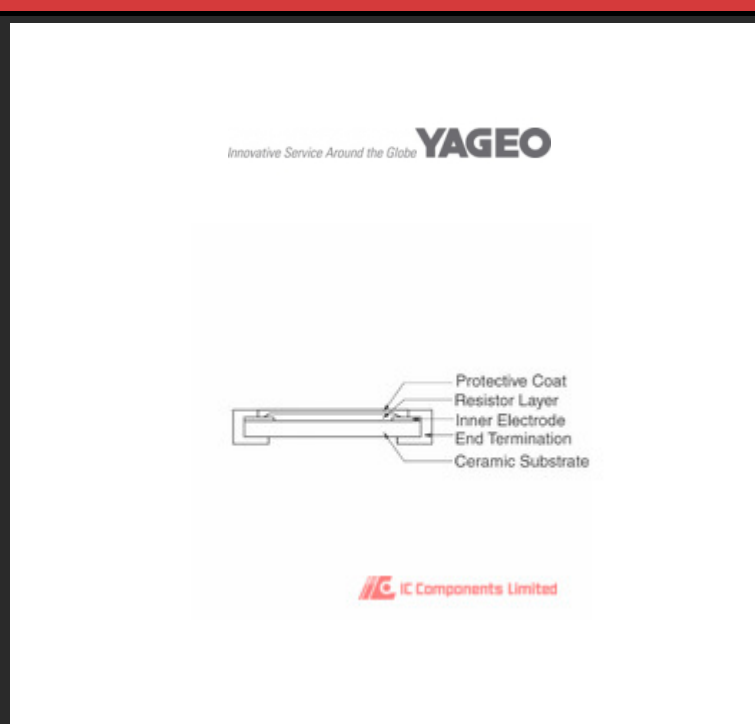 Innovative Service Around the Globe YAGEO
Protective Coat
Resistor Layer
Inner Electrode
End Termination
Ceramic Substrate
IC Components Limited